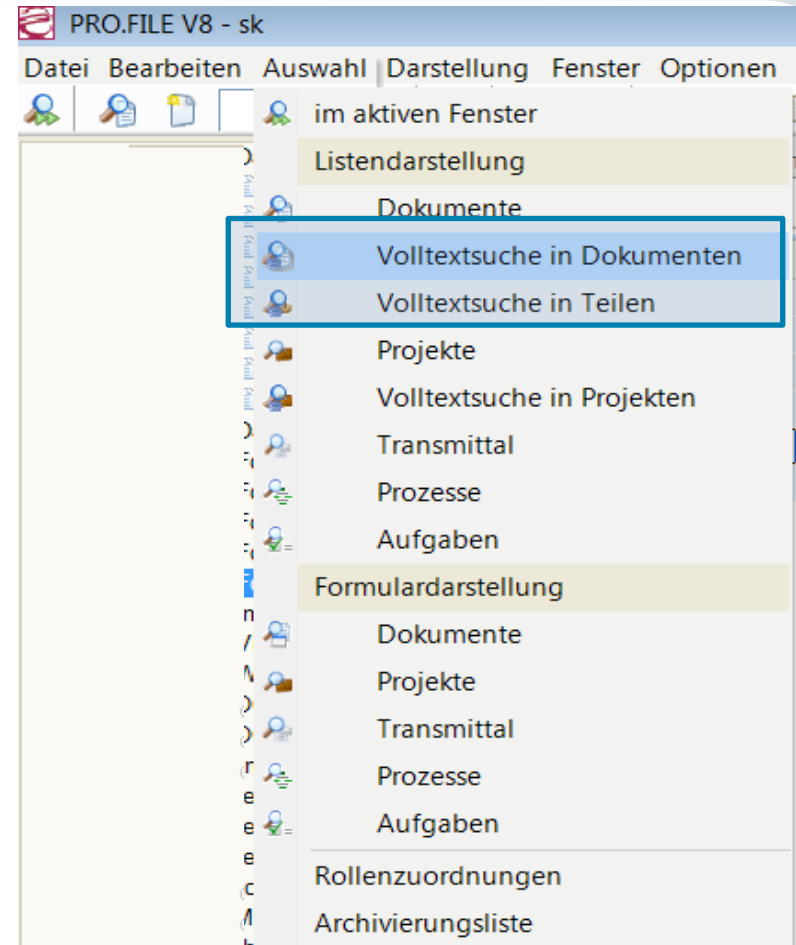 PRO.FILE V8 - sk
Datei Bearbeiten Auswahl Darstellung Fenster Optionen
im aktiven Fenster
Listendarstellung
Dokumente
Volltextsuche in Dokumenten
Volltextsuche in Teilen
Projekte
Volltextsuche in Projekten
Transmittal
Prozesse
Aufgaben
Formulardarstellung
Dokumente
Projekte
Transmittal
Prozesse
Aufgaben
Rollenzuordnungen
Archivierungsliste